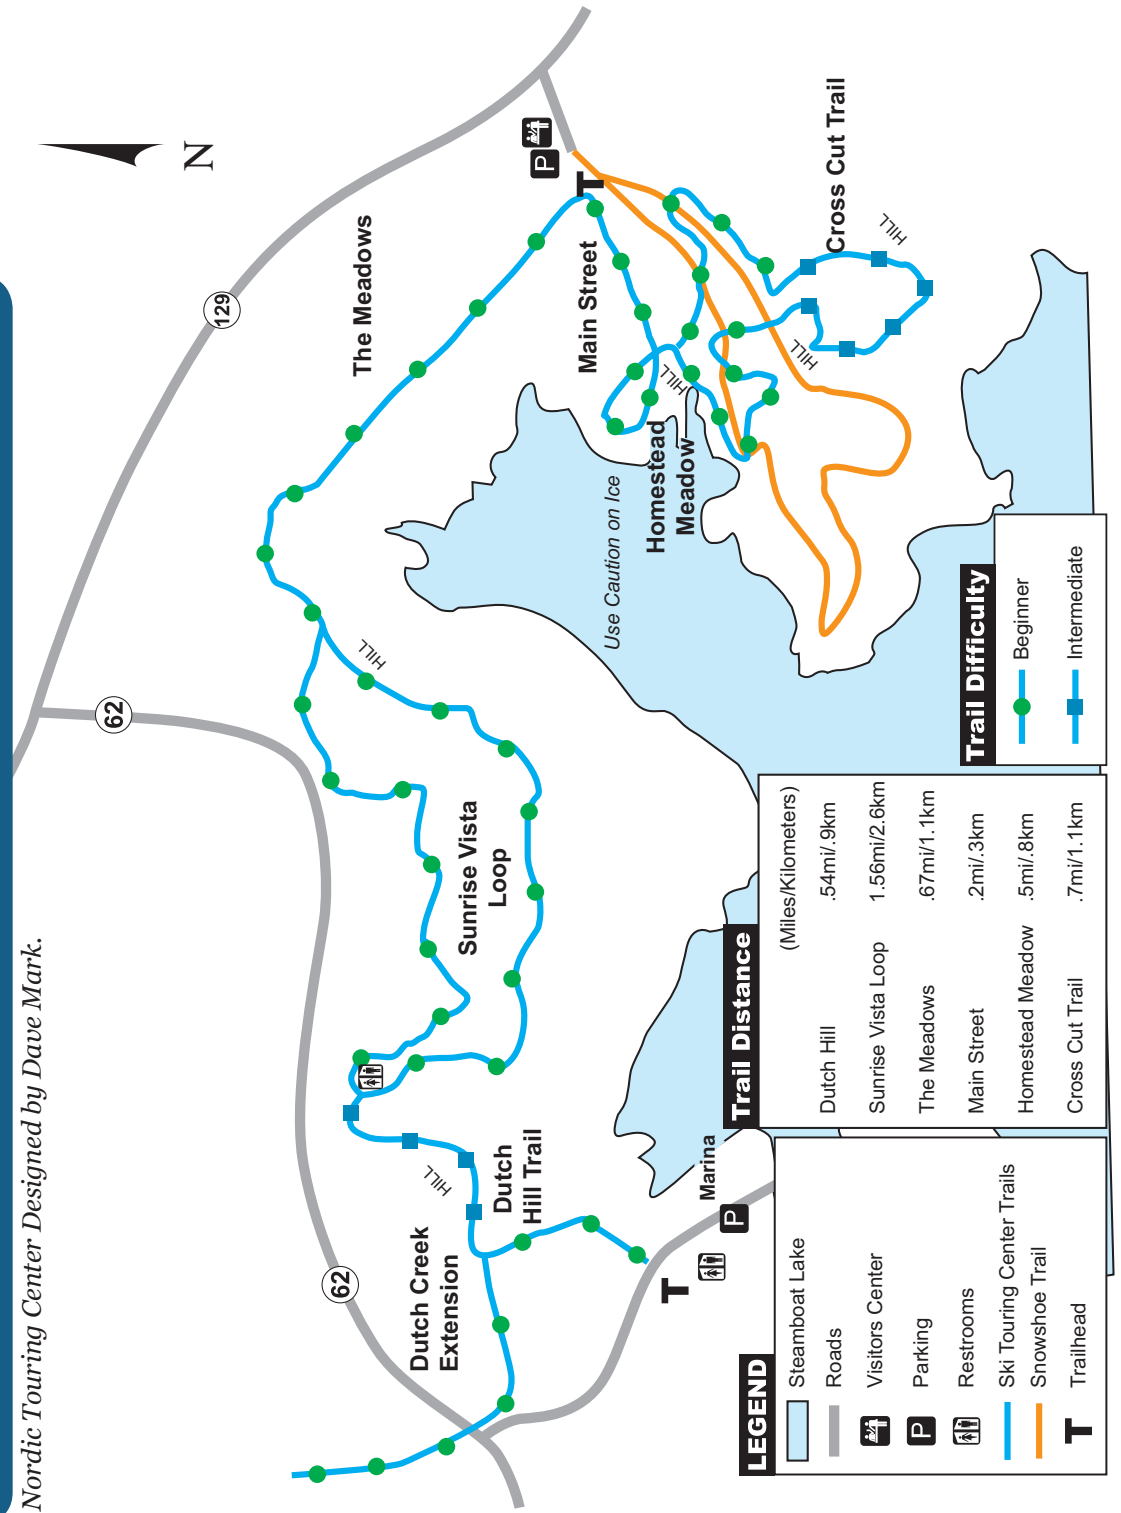 Nordic Touring Center Designed by Dave Mark.
N
129
62
62
The Meadows
Main Street
Cross Cut Trail
HILL
HILL
HILL
HILL
HILL
Homestead
Meadow
Use Caution on Ice
Sunrise Vista
Loop
Dutch
Hill Trail
Dutch Creek
Extension
Marina
P
P
T
T
LEGEND
Steamboat Lake
Roads
Visitors Center
P Parking
Restrooms
Ski Touring Center Trails
Snowshoe Trail
T Trailhead
Trail Distance
(Miles/Kilometers)
Dutch Hill .54mi/.9km
Sunrise Vista Loop 1.56mi/2.6km
The Meadows .67mi/1.1km
Main Street .2mi/.3km
Homestead Meadow .5mi/.8km
Cross Cut Trail .7mi/1.1km
Trail Difficulty
Beginner
Intermediate